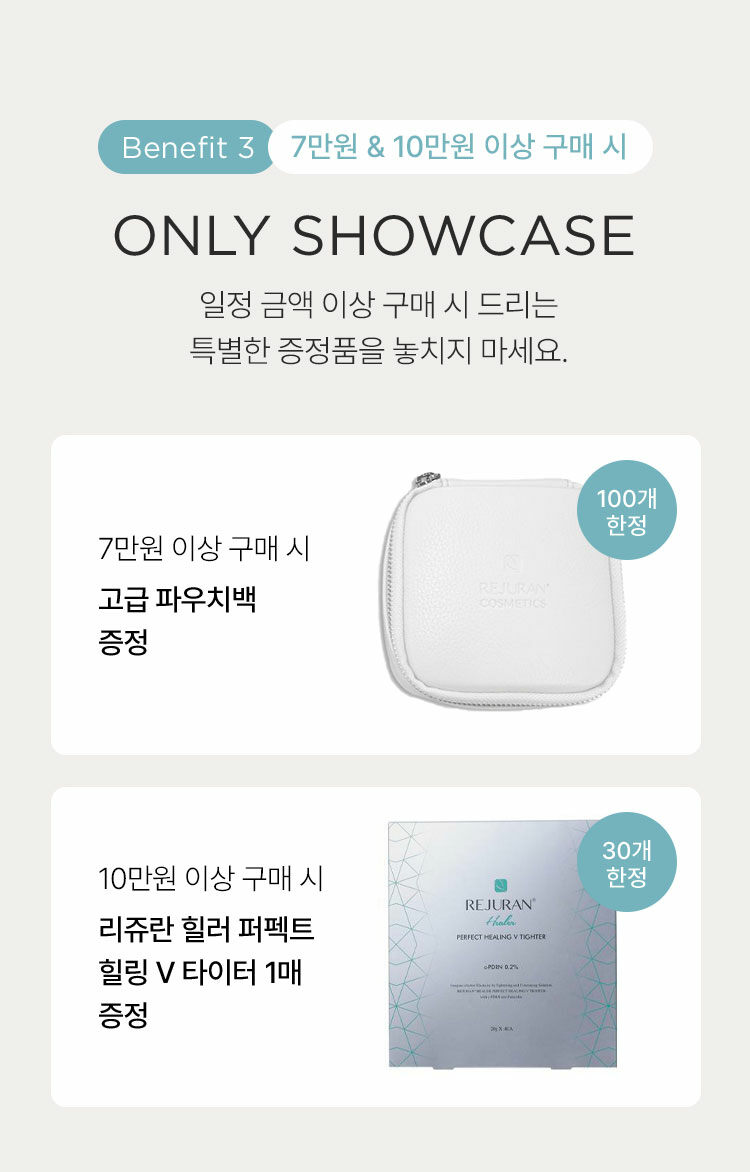 Benefit 3 7만원 & 10만원 이상 구매 시
ONLY SHOWCASE
일정 금액 이상 구매 시 드리는
특별한 증정품을 놓치지 마세요.
7만원 이상 구매 시
고급 파우치백
증정
100개
한정
REJURAN®
COSMETICS
10만원 이상 구매 시
리쥬란 힐러 퍼펙트
힐링 V 타이터 1매
증정
30개
한정
REJURAN®
Healer
PERFECT HEALING V TIGHTER
c-PDRN 0.2%